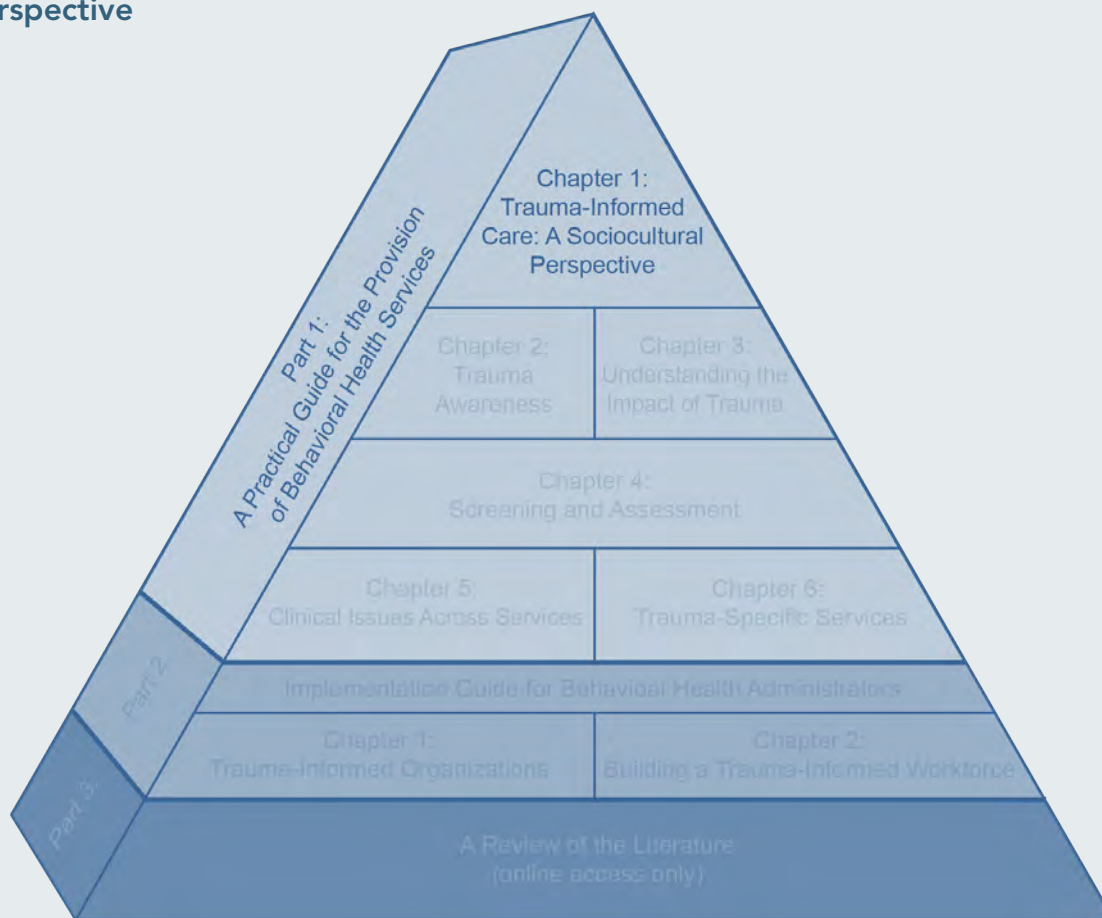 erspective
Chapter 1:
Trauma-Informed
Care: A Sociocultural
Perspective
Part 1:
A Practical Guide for the Provision
of Behavioral Health Services
Chapter 2:
Trauma
Awareness
Chapter 3:
Understanding the
Impact of Trauma
Chapter 4:
Screening and Assessment
Chapter 5:
Clinical Issues Across Services
Chapter 6:
Trauma-Specific Services
Part 2:
Implementation Guide for Behavioral Health Administrators
Chapter 1:
Trauma-Informed Organizations
Chapter 2:
Building a Trauma-Informed Workforce
Part 3:
A Review of the Literature
(online access only)